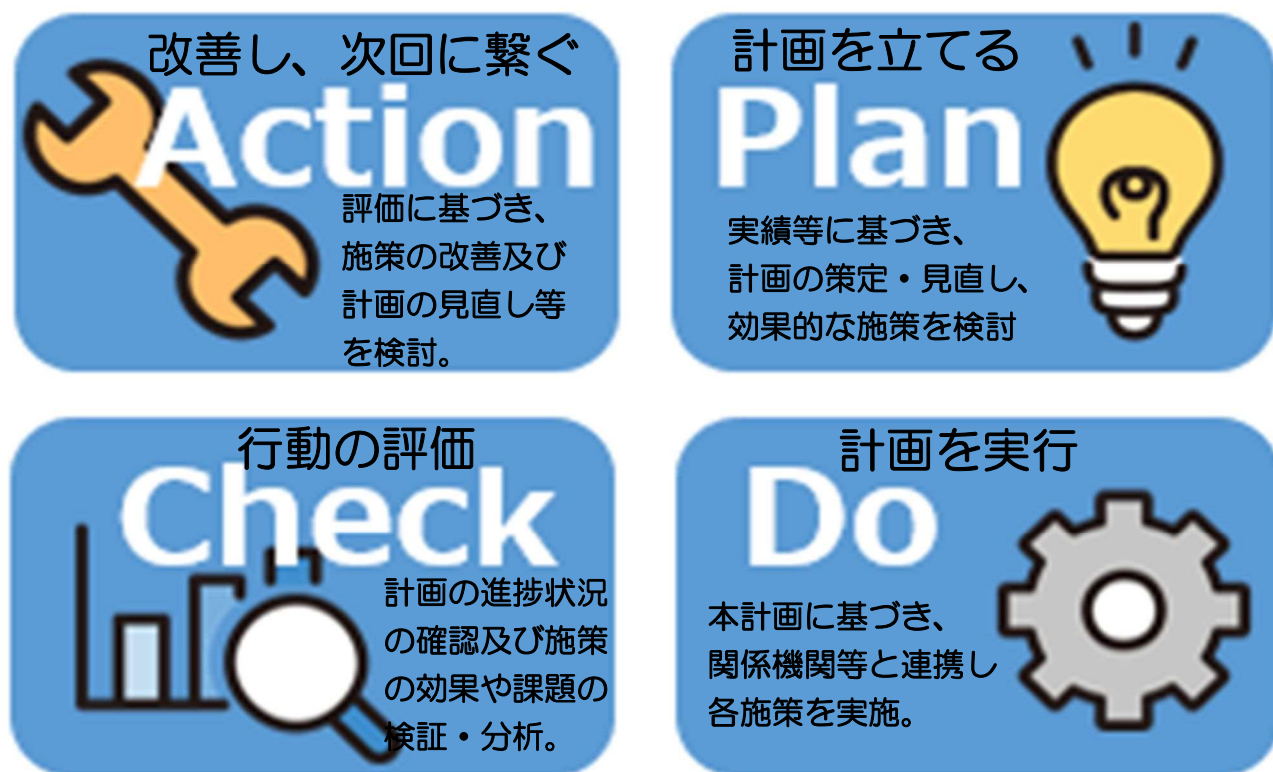 改善し、次回に繋ぐ
Action
評価に基づき、
施策の改善及び
計画の見直し等
を検討。
計画を立てる
Plan
実績等に基づき、
計画の策定・見直し、
効果的な施策を検討
行動の評価
Check
計画の進捗状況
の確認及び施策
の効果や課題の
検証・分析。
計画を実行
Do
本計画に基づき、
関係機関等と連携し
各施策を実施。